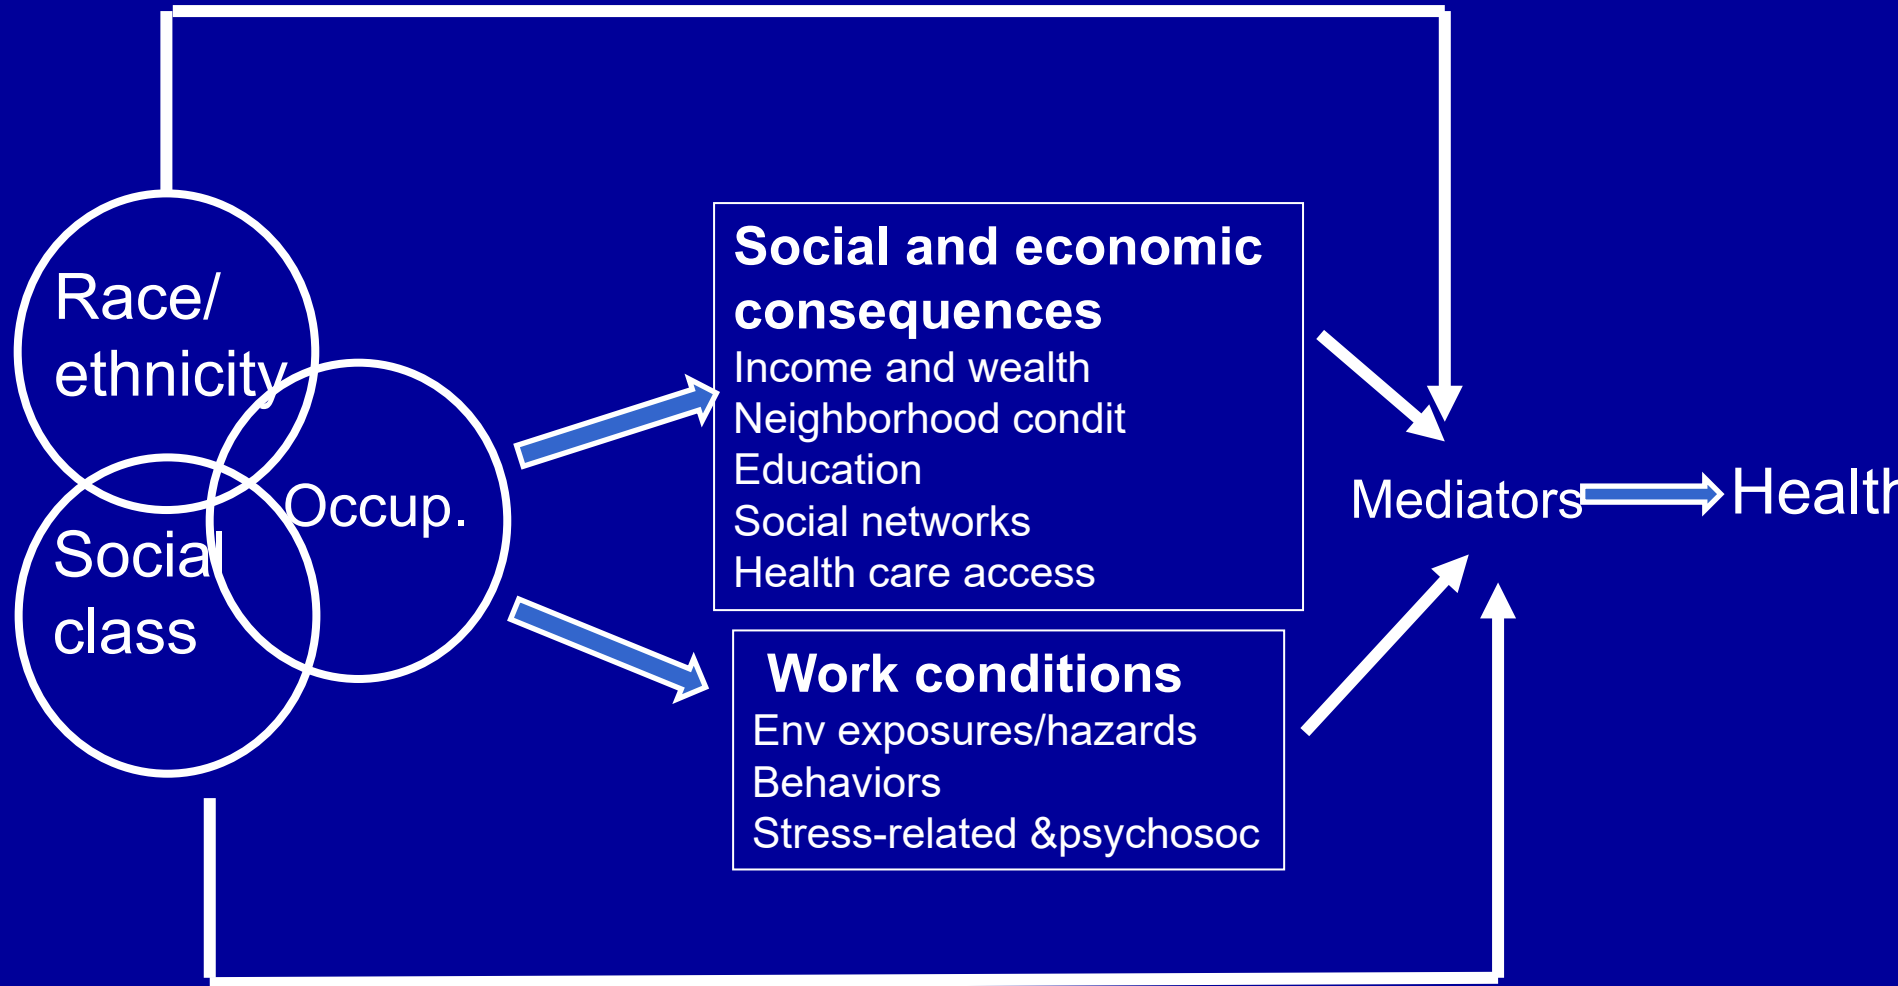 Race/
ethnicity
Social
class
Occup.
Social and economic
consequences
Income and wealth
Neighborhood condit
Education
Social networks
Health care access
Work conditions
Env exposures/hazards
Behaviors
Stress-related &psychosoc
Mediators
Health